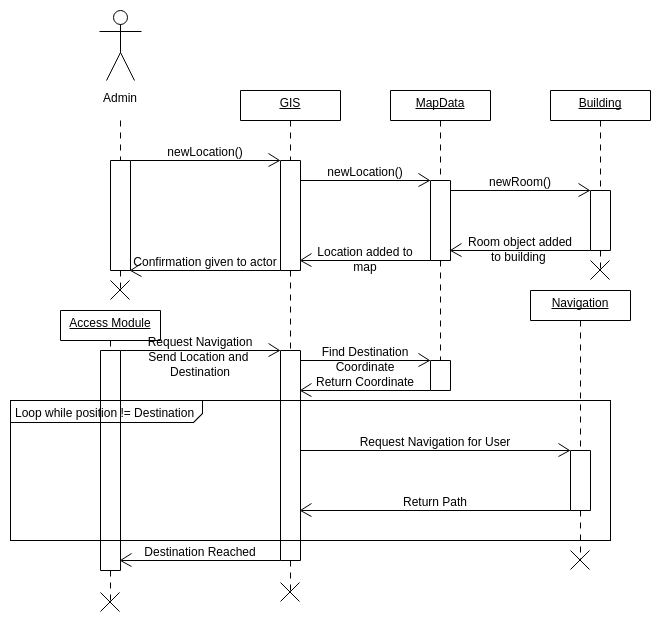 Admin
GIS
MapData
Building
newLocation()
newLocation()
newRoom()
Confirmation given to actor
Location added to
map
Room object added
to building
Navigation
Access Module
Request Navigation
Send Location and
Destination
Find Destination
Coordinate
Return Coordinate
Loop while position != Destination
Request Navigation for User
Return Path
Destination Reached